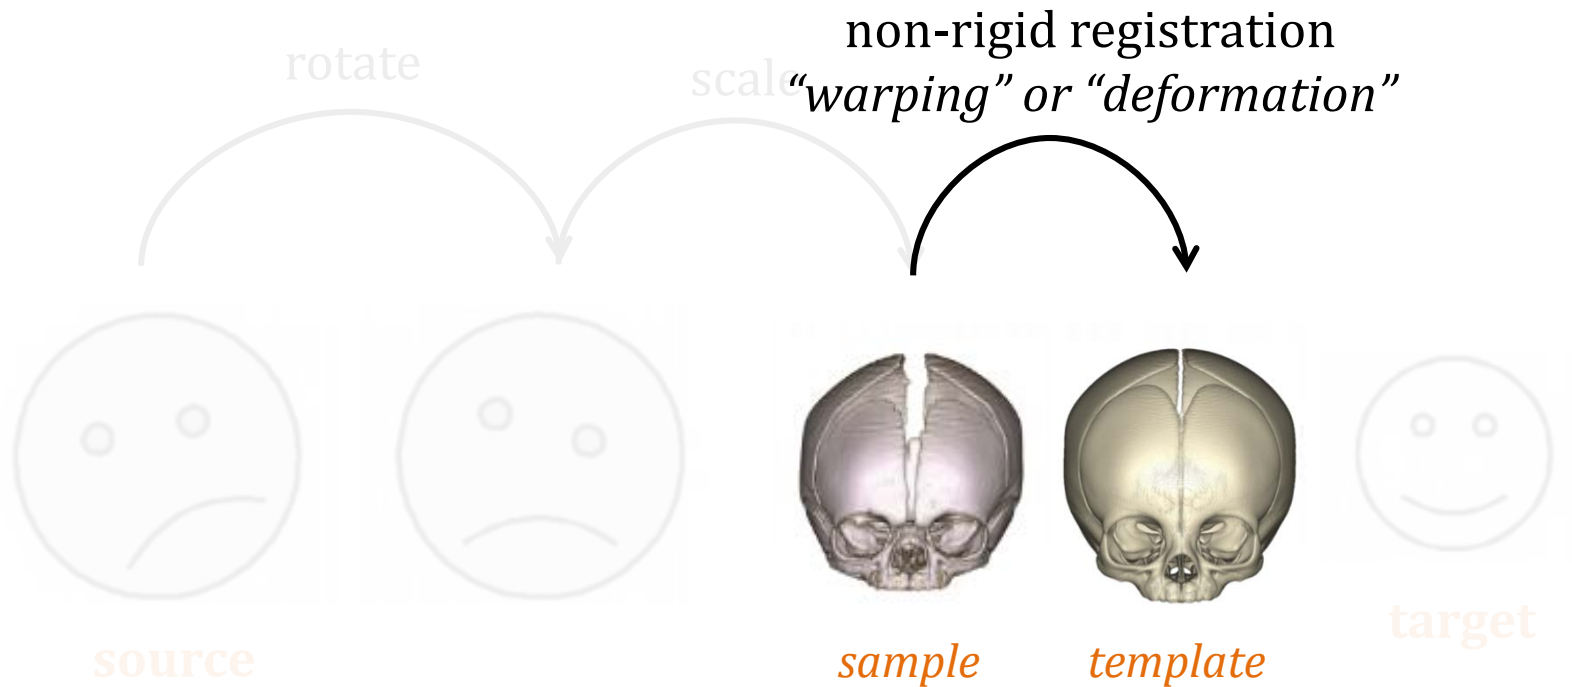 rotate
scale
non-rigid registration
“warping” or “deformation”
source
sample
template
target